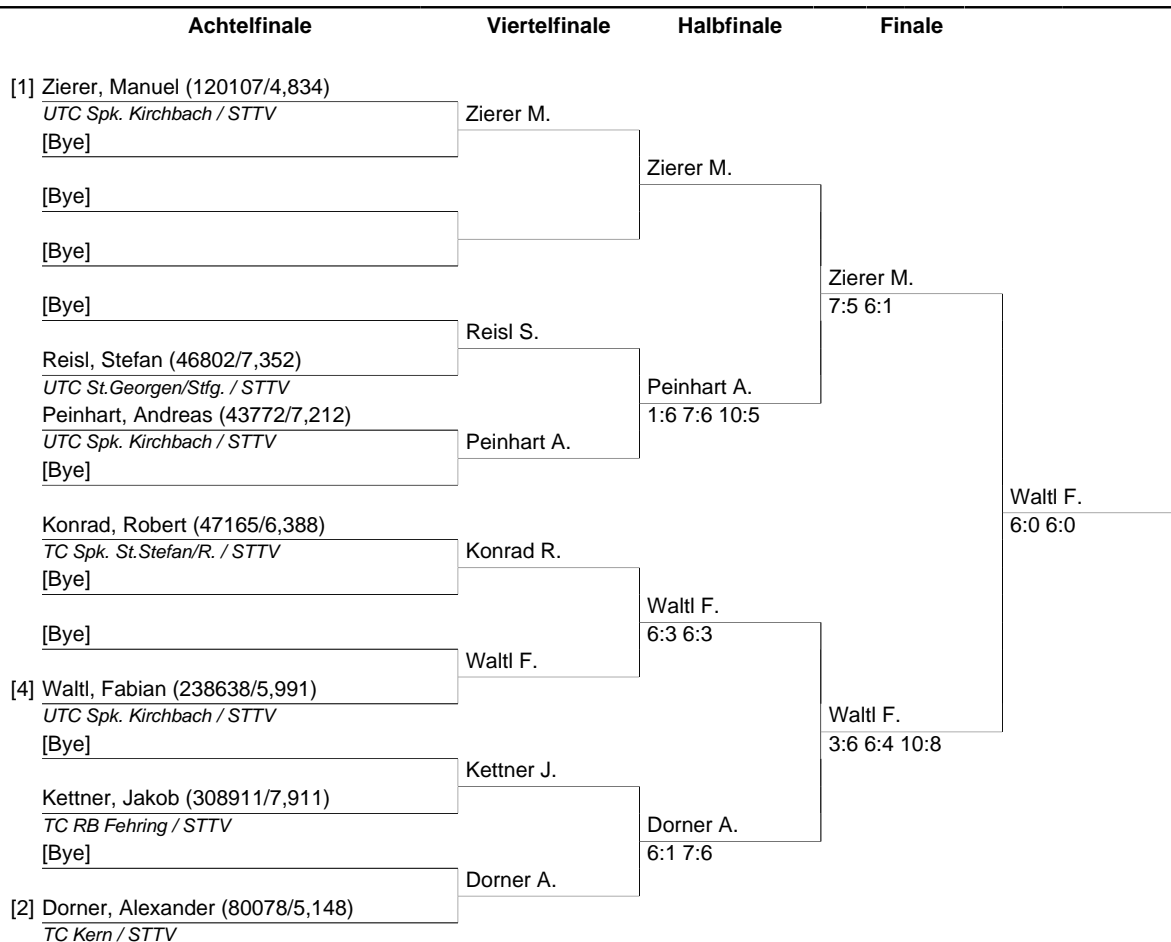 Achtelfinale Viertelfinale Halbfinale Finale
[1] Zierer, Manuel (120107/4,834)
UTC Spk. Kirchbach / STTV Zierer M.
[Bye]
Zierer M.
[Bye]
[Bye]
Zierer M.
[Bye] 7:5 6:1
Reisl S.
Reisl, Stefan (46802/7,352)
UTC St.Georgen/Stfg. / STTV Peinhart A.
Peinhart, Andreas (43772/7,212) 1:6 7:6 10:5
UTC Spk. Kirchbach / STTV Peinhart A.
[Bye]
Waltl F.
Konrad, Robert (47165/6,388) 6:0 6:0
TC Spk. St.Stefan/R. / STTV Konrad R.
[Bye]
Waltl F.
[Bye] 6:3 6:3
Waltl F.
[4] Waltl, Fabian (238638/5,991)
UTC Spk. Kirchbach / STTV Waltl F.
[Bye] 3:6 6:4 10:8
Kettner J.
Kettner, Jakob (308911/7,911)
TC RB Fehring / STTV Dorner A.
[Bye] 6:1 7:6
Dorner A.
[2] Dorner, Alexander (80078/5,148)
TC Kern / STTV